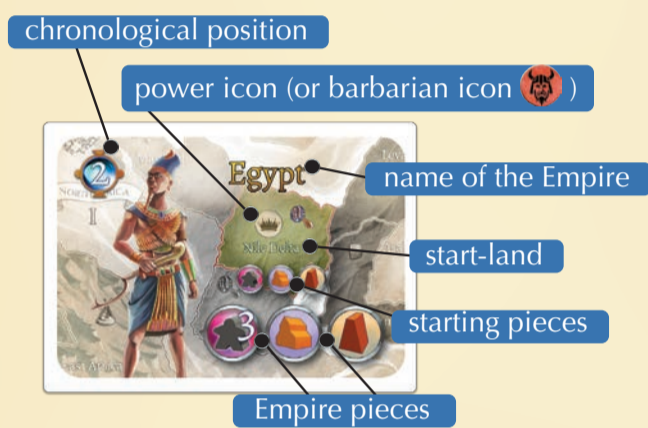 chronological position
power icon (or barbarian icon )
2
Egypt
name of the Empire
I
Nile Delta
start-land
starting pieces
3
Empire pieces